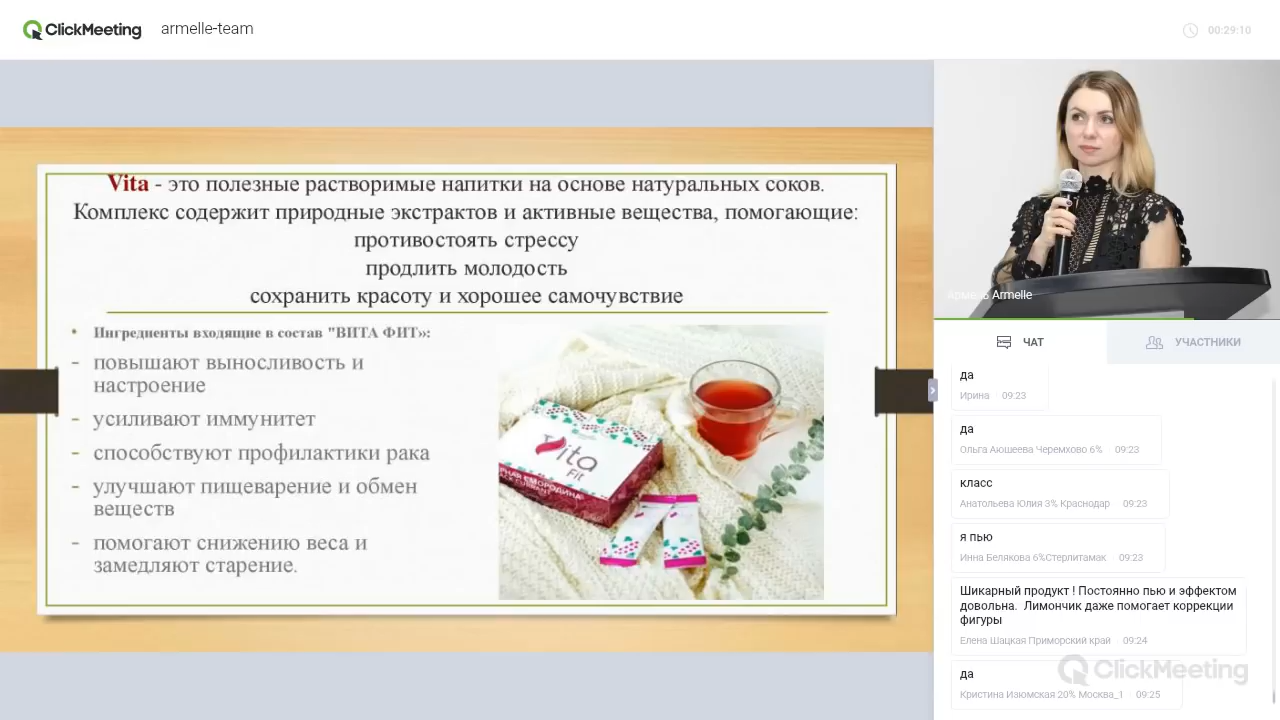 ClickMeeting
armelle-team
00:29:10
Vita - это полезные растворимые напитки на основе натуральных соков.
Комплекс содержит природные экстрактов и активные вещества, помогающие:
противостоять стрессу
продлить молодость
сохранить красоту и хорошее самочувствие
• Ингредиенты входящие в состав "ВИТА ФИТ»:
- повышают выносливость и
настроение
- усиливают иммунитет
- способствуют профилактики рака
- улучшают пищеварение и обмен
веществ
- помогают снижению веса и
замедляют старение.
Vita
Fit
СМОРОДИНА
Армель Armelle
ЧАТ
УЧАСТНИКИ
да
Ирина 09:23
да
Ольга Аюшеева Черемхово 6% 09:23
класс
Анатольева Юлия 3% Краснодар 09:23
я пью
Инна Белякова 6%Стерлитамак 09:23
Шикарный продукт ! Постоянно пью и эффектом
довольна. Лимончик даже помогает коррекции
фигуры
Елена Шацкая Приморский край 09:24
да
Кристина Изюмская 20% Москва_1 09:25
ClickMeeting